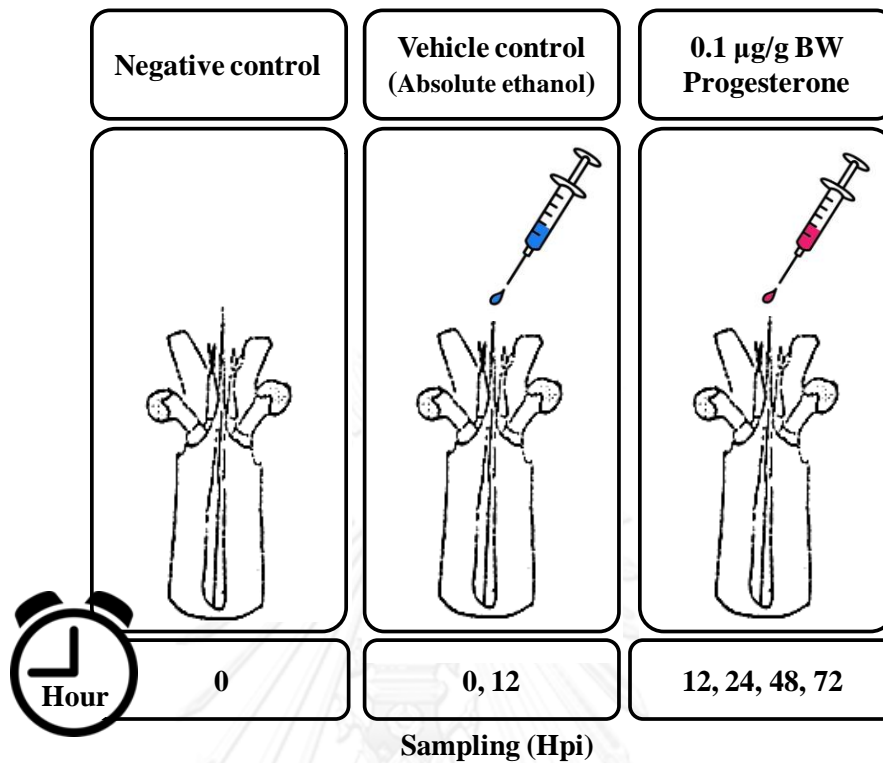 Negative control
Vehicle control
(Absolute ethanol)
0.1 µg/g BW
Progesterone
Hour
0
0, 12
12, 24, 48, 72
Sampling (Hpi)